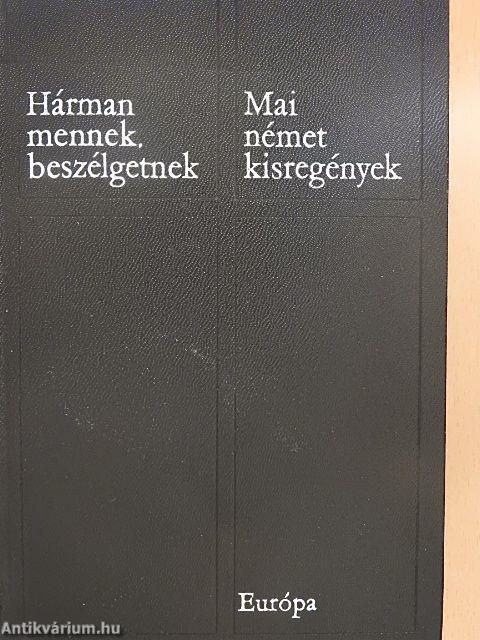 Hárman
mennek,
beszélgetnek
Mai
német
kisregények
Európa
Antikvárium.hu